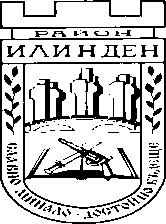 РАЙОН
ИЛИНДЕН
СЛАВНО МИНАЛО - ДОСТОЙНО БЪДЕЩЕ